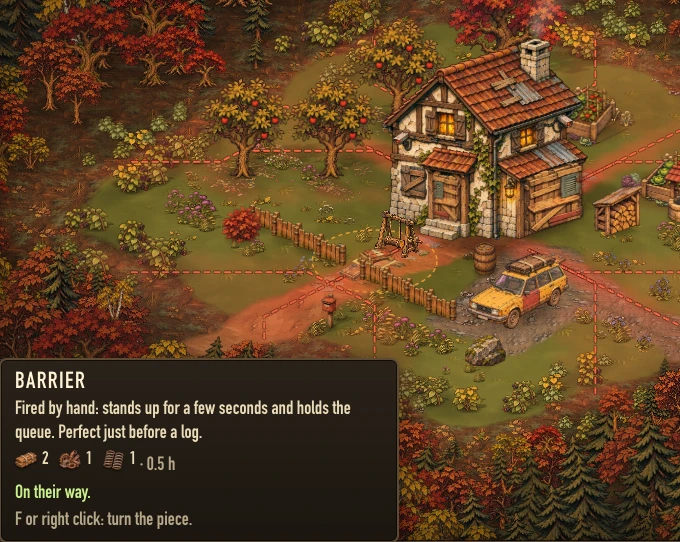 BARRIER
Fired by hand: stands up for a few seconds and holds the
queue. Perfect just before a log.
2 1 1 · 0.5 h
On their way.
F or right click: turn the piece.